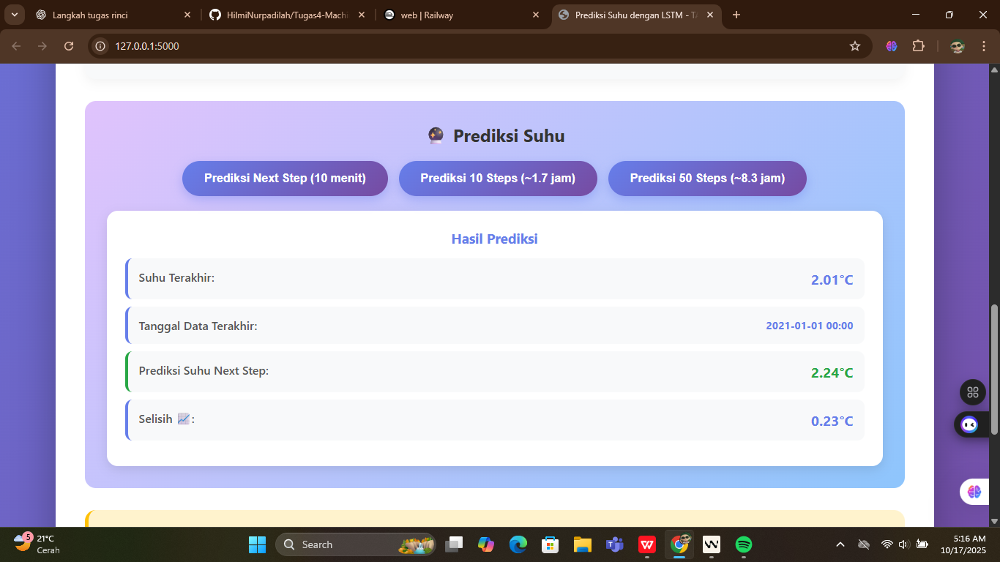 Langkah tugas rinci
HilmiNurpadilah/Tugas4-Machi
web | Railway
Prediksi Suhu dengan LSTM - TA
127.0.0.1:5000
Prediksi Suhu
Prediksi Next Step (10 menit)
Prediksi 10 Steps (~1.7 jam)
Prediksi 50 Steps (~8.3 jam)
Hasil Prediksi
Suhu Terakhir:
2.01°C
Tanggal Data Terakhir:
2021-01-01 00:00
Prediksi Suhu Next Step:
2.24°C
Selisih 📈:
0.23°C
5
21°C
Cerah
Search
5:16 AM
10/17/2025